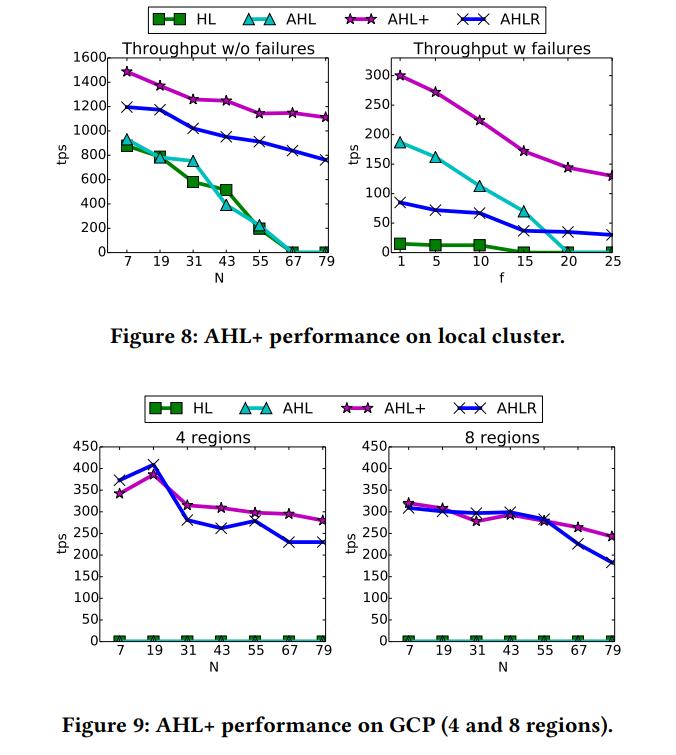 HL AHL AHL+ AHLR
Throughput w/o failures
1600
1400
1200
1000
800
600
400
200
0
tps
7 19 31 43 55 67 79
N
Throughput w failures
300
250
200
150
100
50
0
tps
1 5 10 15 20 25
f
Figure 8: AHL+ performance on local cluster.
HL AHL AHL+ AHLR
4 regions
450
400
350
300
250
200
150
100
50
0
tps
7 19 31 43 55 67 79
N
8 regions
450
400
350
300
250
200
150
100
50
0
tps
7 19 31 43 55 67 79
N
Figure 9: AHL+ performance on GCP (4 and 8 regions).